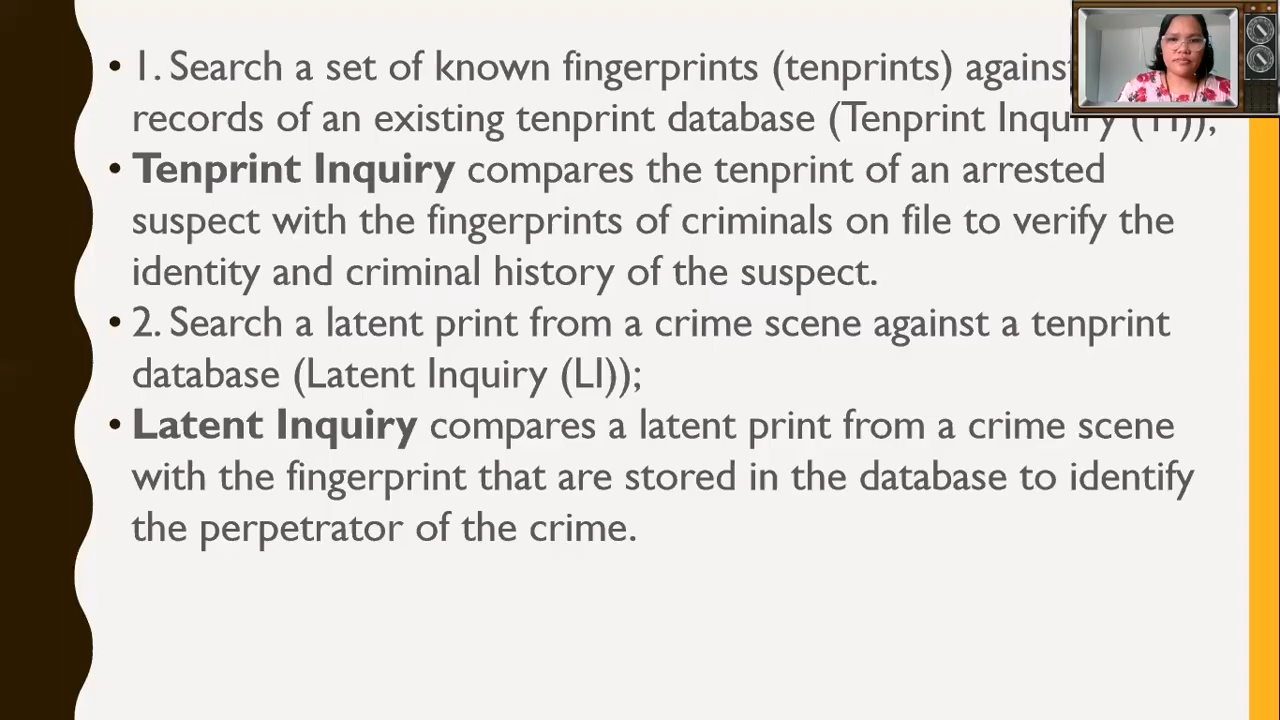 • 1. Search a set of known fingerprints (tenprints) against
records of an existing tenprint database (Tenprint Inquiry (TI));
• Tenprint Inquiry compares the tenprint of an arrested
suspect with the fingerprints of criminals on file to verify the
identity and criminal history of the suspect.
• 2. Search a latent print from a crime scene against a tenprint
database (Latent Inquiry (LI));
• Latent Inquiry compares a latent print from a crime scene
with the fingerprint that are stored in the database to identify
the perpetrator of the crime.